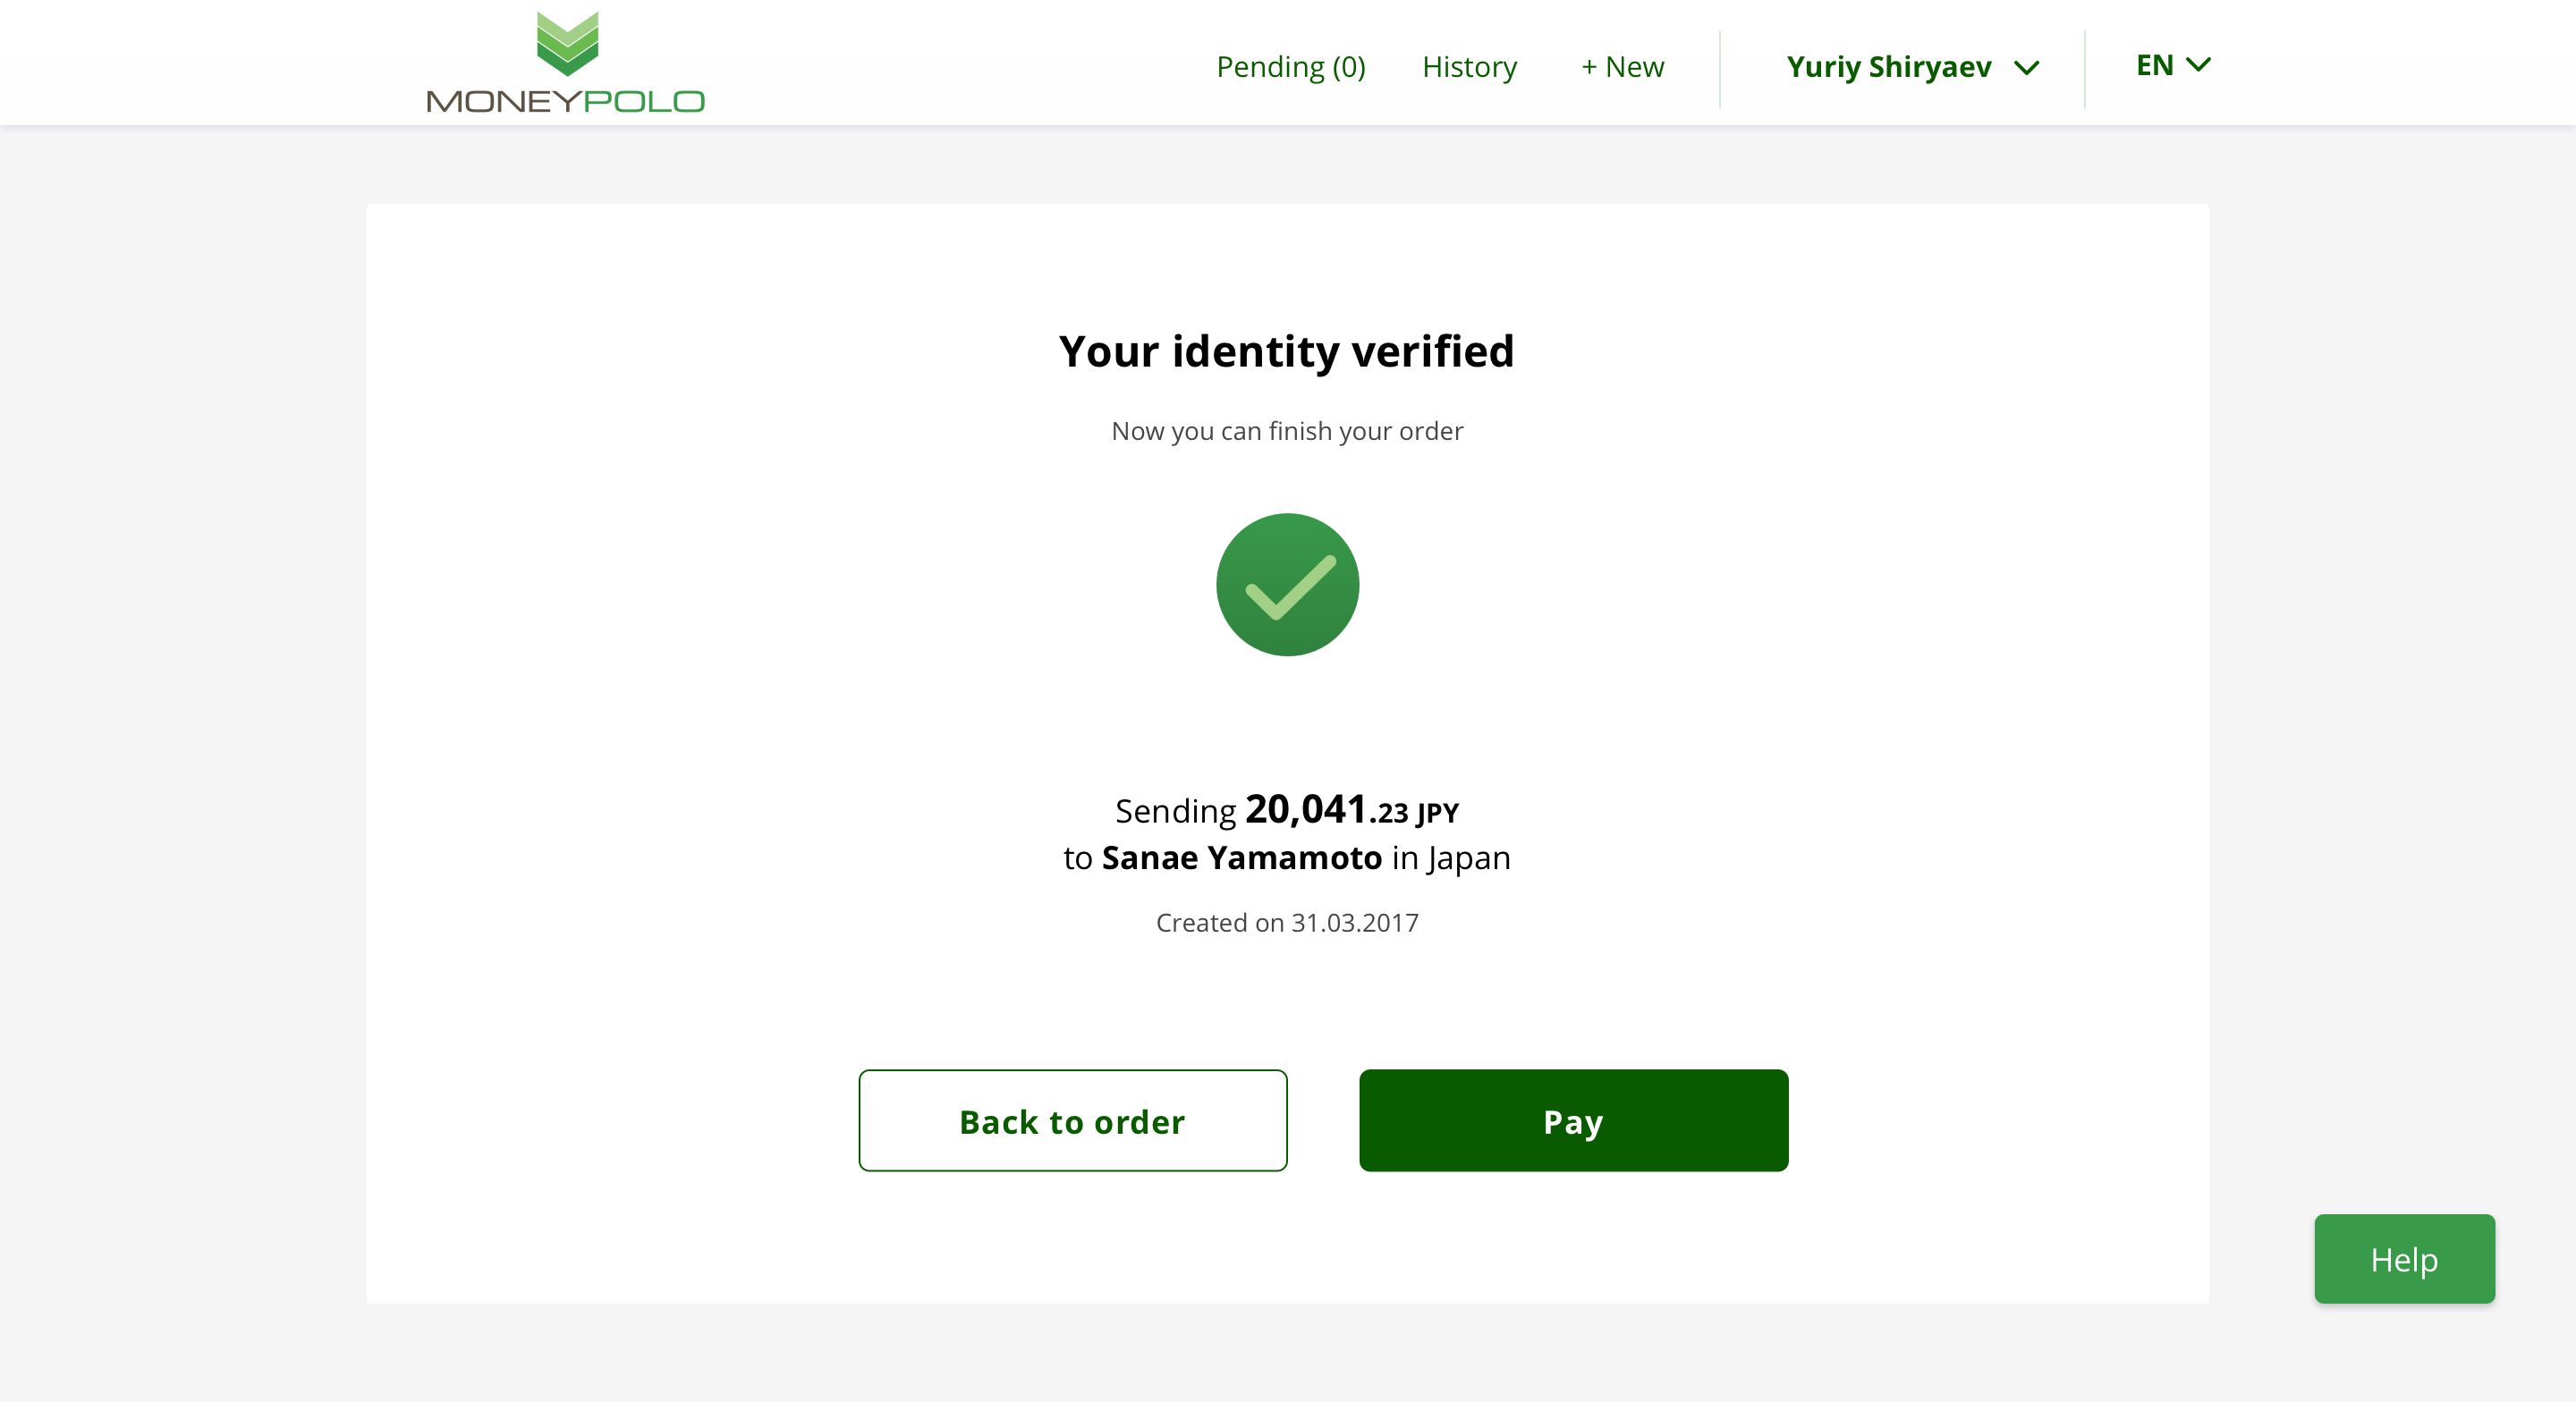 MONEYPOLO
Pending (0)
History
+ New
Yuriy Shiryaev
EN
Your identity verified
Now you can finish your order
Sending 20,041.23 JPY
to Sanae Yamamoto in Japan
Created on 31.03.2017
Back to order
Pay
Help